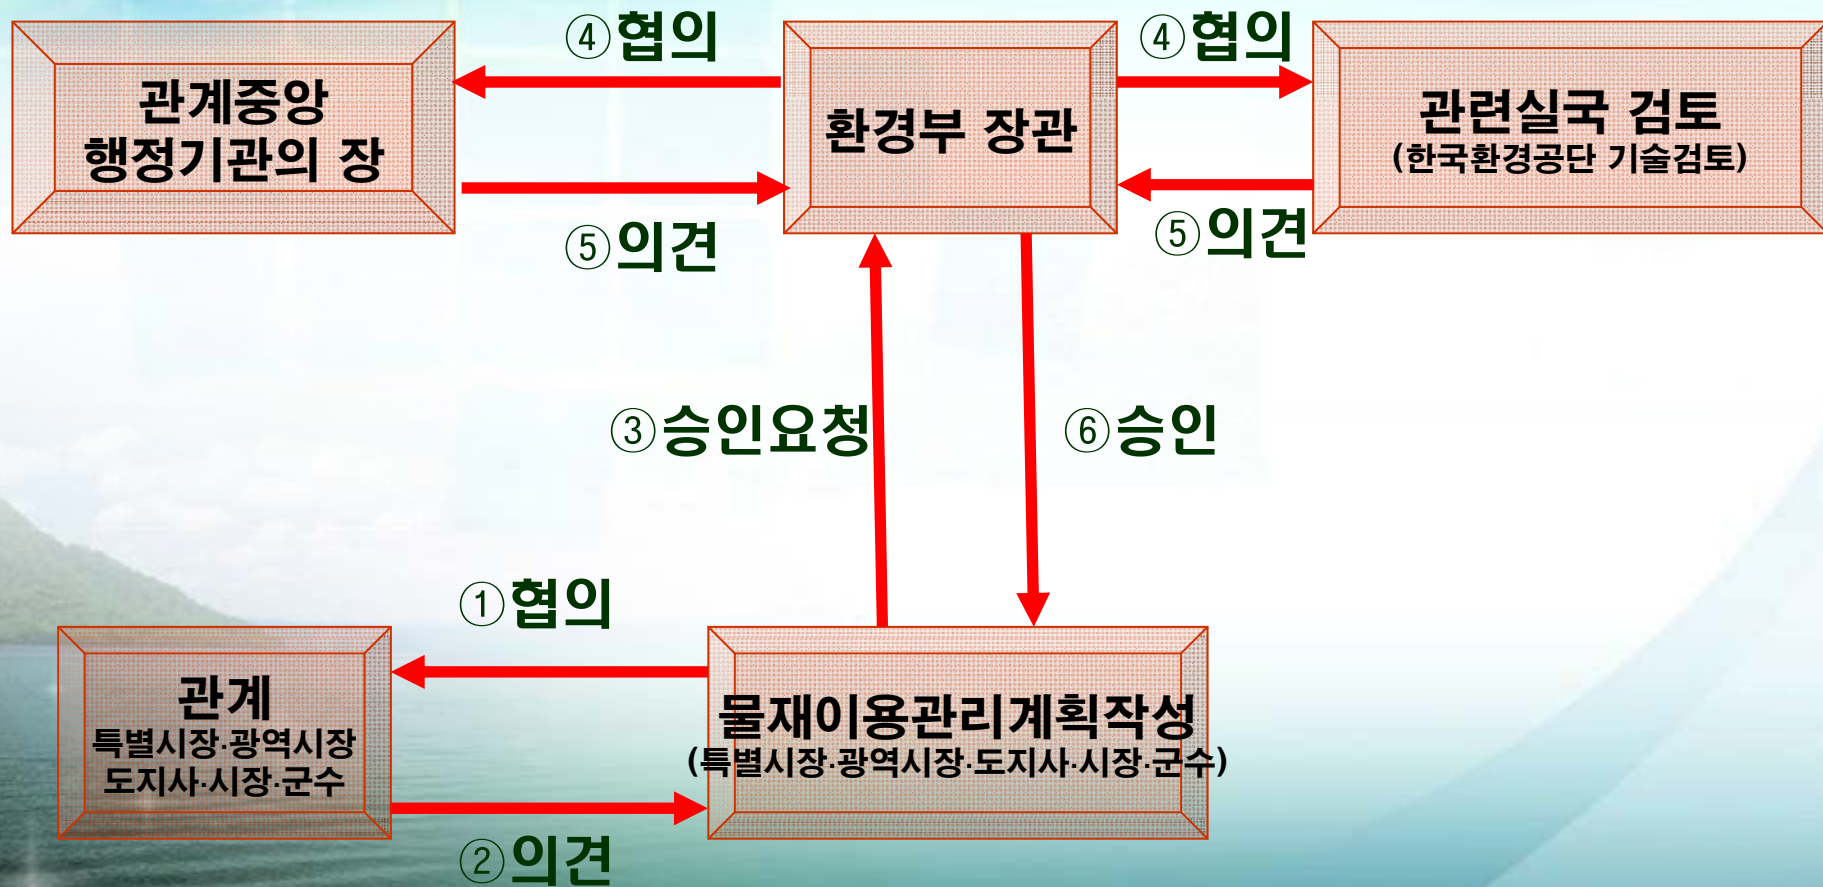 ④협의
④협의
관계중앙
행정기관의 장
환경부 장관
관련실국 검토
(한국환경공단 기술검토)
⑤의견
⑤의견
③승인요청
⑥승인
①협의
관계
특별시장·광역시장
도지사·시장·군수
물재이용관리계획작성
(특별시장·광역시장·도지사·시장·군수)
②의견